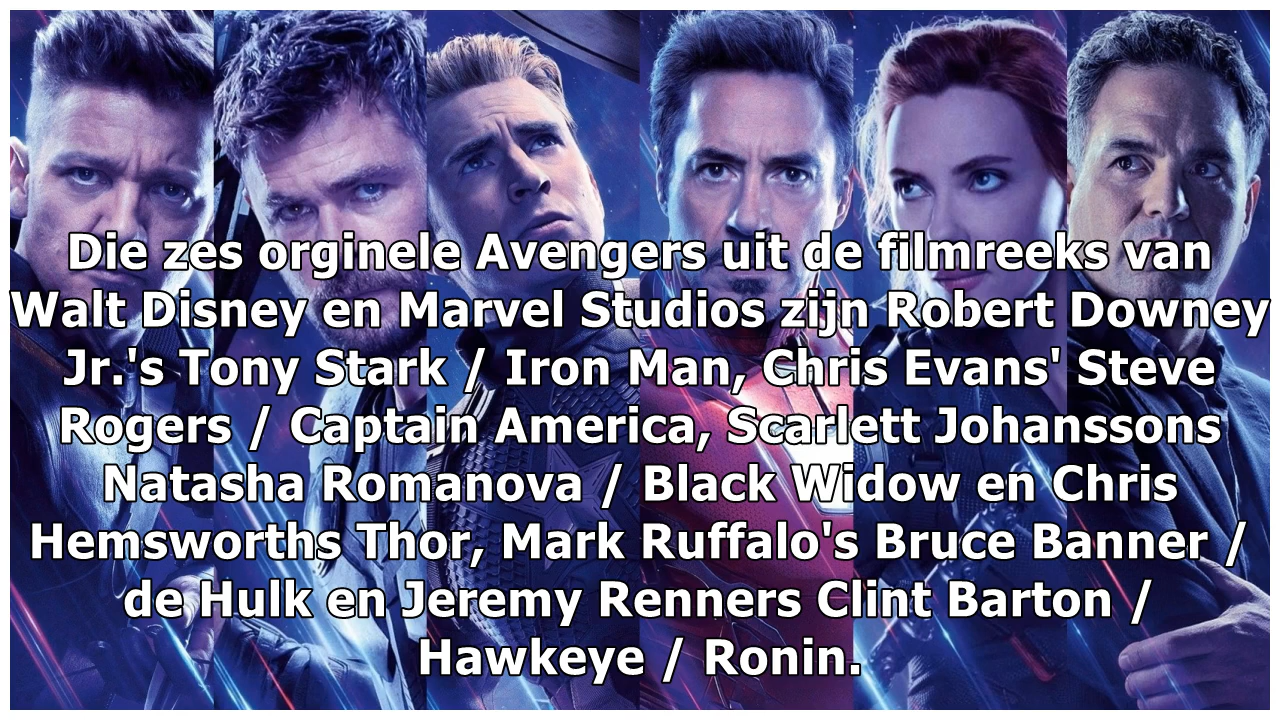 Die zes orginele Avengers uit de filmreeks van
Walt Disney en Marvel Studios zijn Robert Downey
Jr.'s Tony Stark / Iron Man, Chris Evans' Steve
Rogers / Captain America, Scarlett Johanssons
Natasha Romanova / Black Widow en Chris
Hemsworths Thor, Mark Ruffalo's Bruce Banner /
de Hulk en Jeremy Renners Clint Barton /
Hawkeye / Ronin.